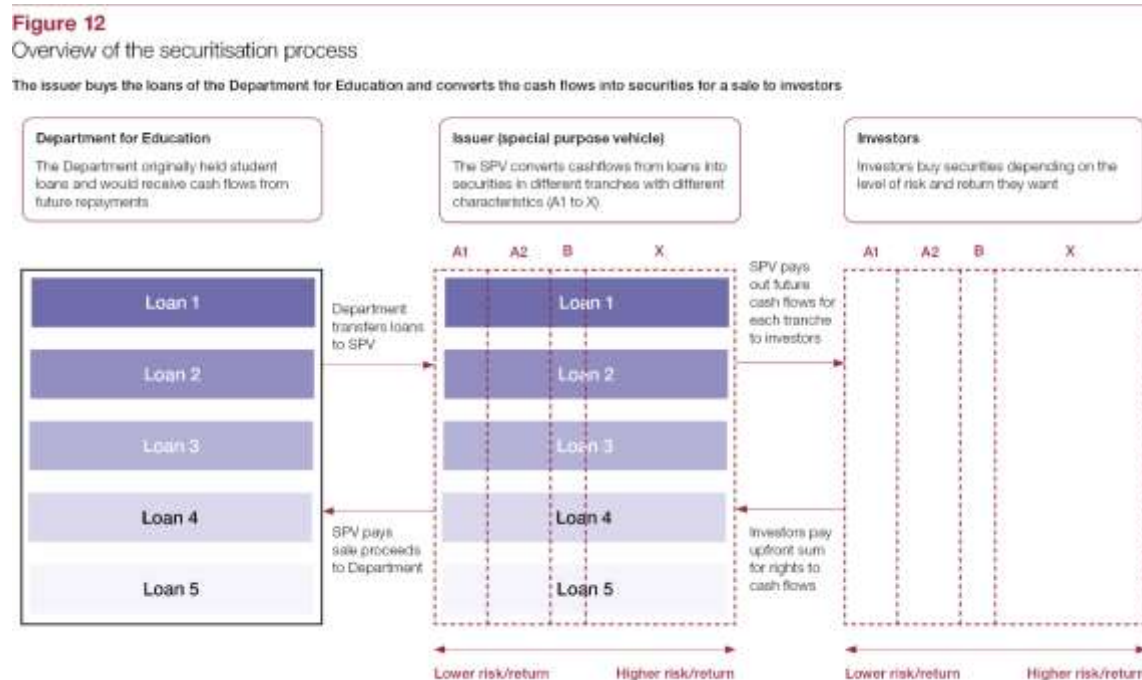 Figure 12
Overview of the securitisation process
The issuer buys the loans of the Department for Education and converts the cash flows into securities for a sale to investors
Department for Education
The Department originally held student
loans and would receive cash flows from
future repayments
Issuer (special purpose vehicle)
The SPV converts cashflows from loans into
securities in different tranches with different
characteristics (A1 to X)
Investors
Investors buy securities depending on the
level of risk and return they want
Loan 1
Loan 2
Loan 3
Loan 4
Loan 5
Department
transfers loans
to SPV
SPV pays
sale proceeds
to Department
A1 A2 B X
Loan 1
Loan 2
Loan 3
Loan 4
Loan 5
Lower risk/return Higher risk/return
SPV pays
out future
cash flows for
each tranche
to investors
Investors pay
upfront sum
for rights to
cash flows
A1 A2 B X
Lower risk/return Higher risk/return